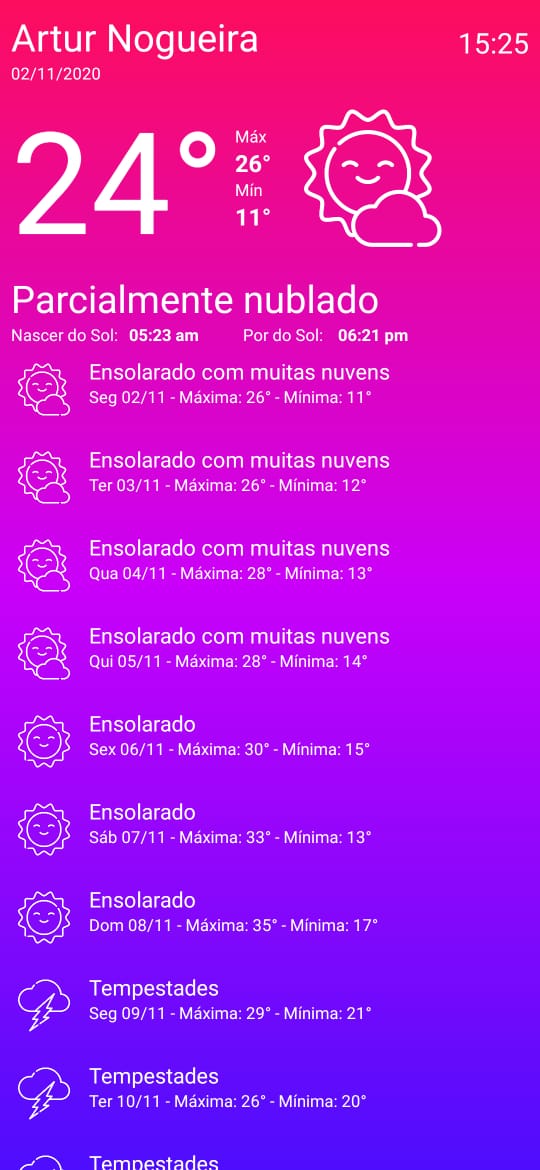 Artur Nogueira
15:25
02/11/2020
24°
Máx
26°
Mín
11°
Parcialmente nublado
Nascer do Sol: 05:23 am Por do Sol: 06:21 pm
Ensolarado com muitas nuvens
Seg 02/11 - Máxima: 26° - Mínima: 11°
Ensolarado com muitas nuvens
Ter 03/11 - Máxima: 26° - Mínima: 12°
Ensolarado com muitas nuvens
Qua 04/11 - Máxima: 28° - Mínima: 13°
Ensolarado com muitas nuvens
Qui 05/11 - Máxima: 28° - Mínima: 14°
Ensolarado
Sex 06/11 - Máxima: 30° - Mínima: 15°
Ensolarado
Sáb 07/11 - Máxima: 33° - Mínima: 13°
Ensolarado
Dom 08/11 - Máxima: 35° - Mínima: 17°
Tempestades
Seg 09/11 - Máxima: 29° - Mínima: 21°
Tempestades
Ter 10/11 - Máxima: 26° - Mínima: 20°
Tempestades